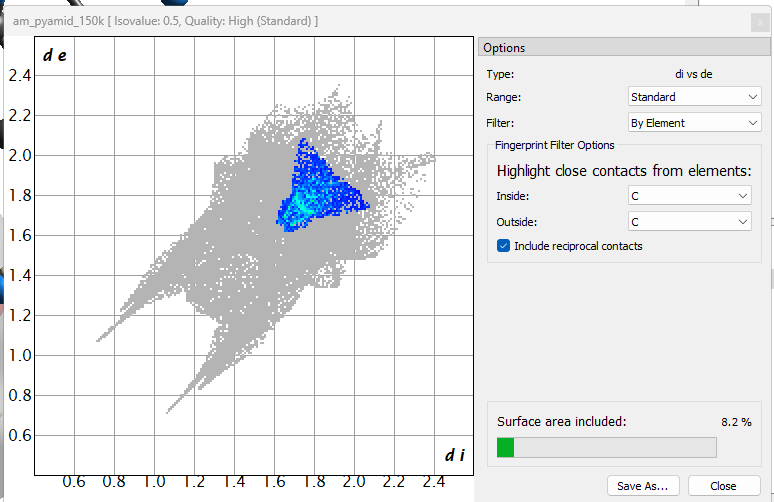 am_pyamid_150k [ Isovalue: 0.5, Quality: High (Standard) ]
x
d e
2.4
2.2
2.0
1.8
1.6
1.4
1.2
1.0
0.8
0.6
0.6 0.8 1.0 1.2 1.4 1.6 1.8 2.0 2.2 2.4
d i
Options
Type: di vs de
Range: Standard
Filter: By Element
Fingerprint Filter Options
Highlight close contacts from elements:
Inside: C
Outside: C
Include reciprocal contacts
Surface area included: 8.2 %
Save As... Close